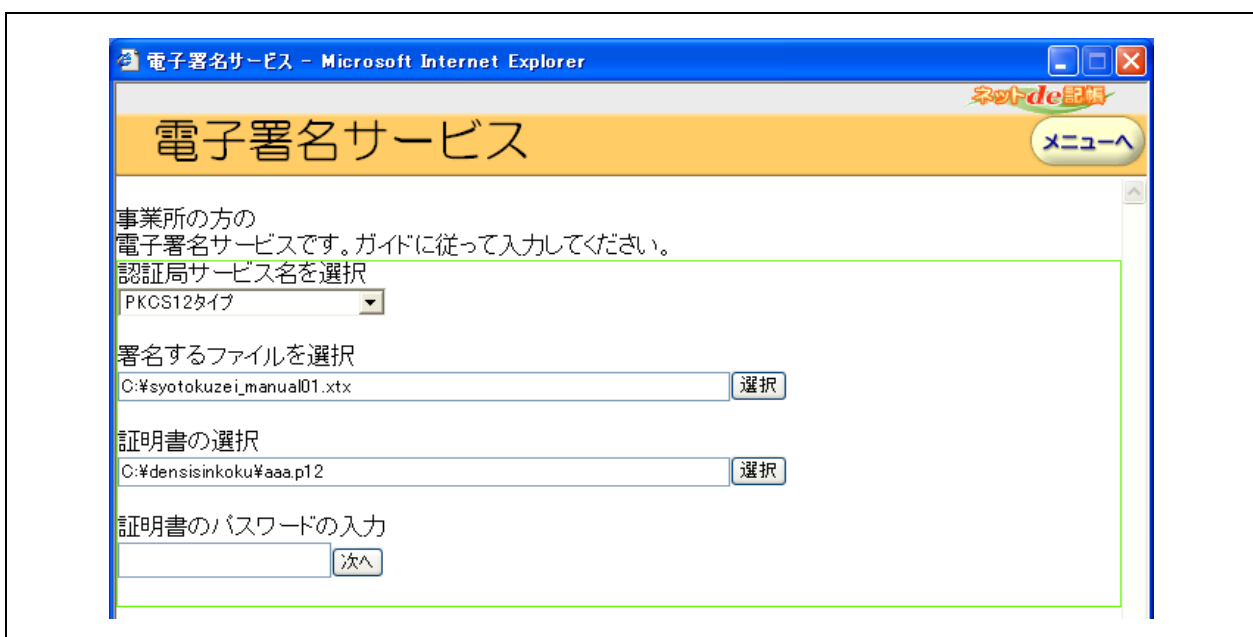 電子署名サービス - Microsoft Internet Explorer
ネットde記帳
電子署名サービス
メニューへ
事業所の方の
電子署名サービスです。ガイドに従って入力してください。
認証局サービス名を選択
PKCS12タイプ
署名するファイルを選択
C:¥syotokuzei_manual01.xtx 選択
証明書の選択
C:¥densisinkoku¥aaa.p12 選択
証明書のパスワードの入力
次へ